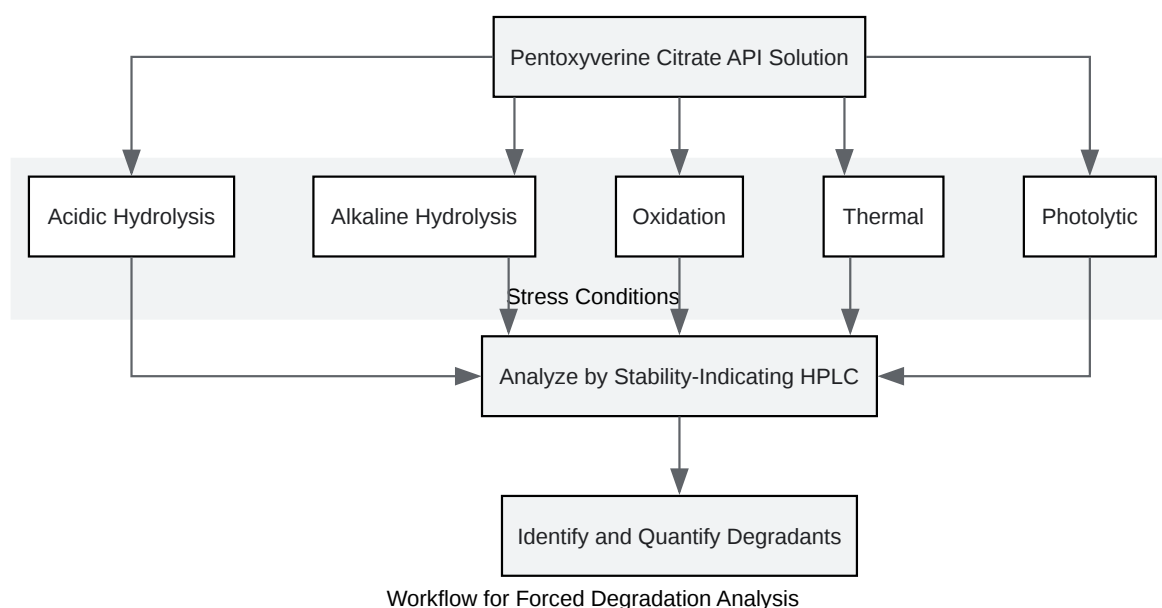 Pentoxyverine Citrate API Solution
Acidic Hydrolysis
Alkaline Hydrolysis
Oxidation
Thermal
Photolytic
Stress Conditions
Analyze by Stability-Indicating HPLC
Identify and Quantify Degradants
Workflow for Forced Degradation Analysis